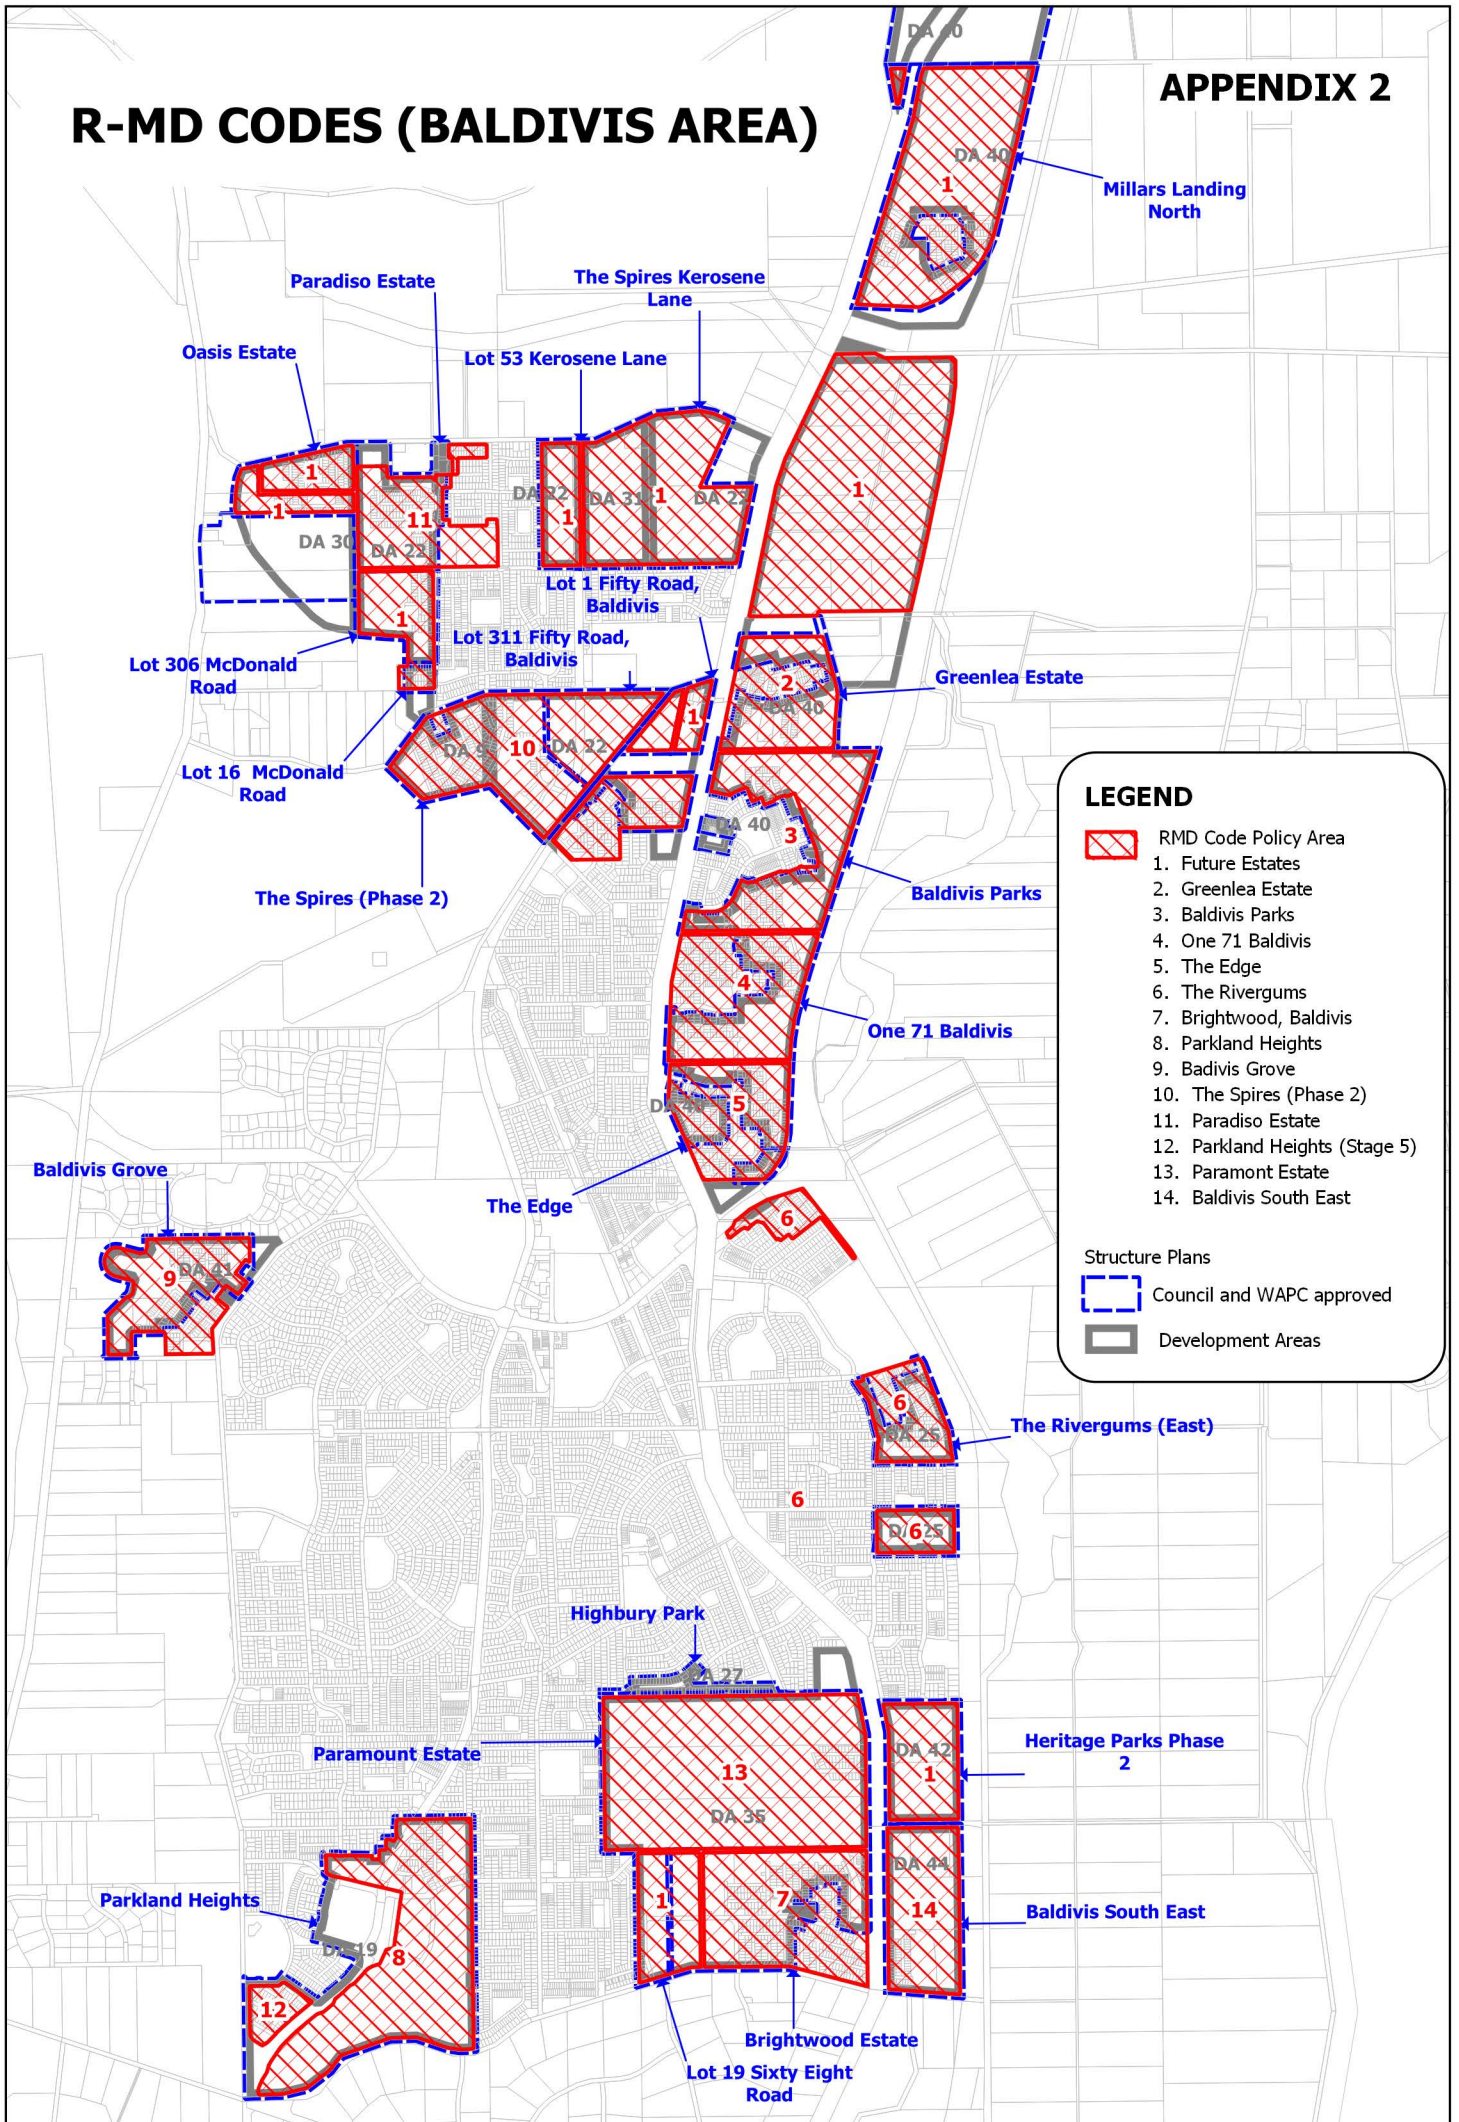 DA 40
APPENDIX 2
R-MD CODES (BALDIVIS AREA)
DA 40
1
Millars Landing
North
Paradiso Estate
The Spires Kerosene
Lane
Oasis Estate
Lot 53 Kerosene Lane
1
1
11
DA 30
DA 22
DA 22
1
DA 31
1
DA 22
1
Lot 1 Fifty Road,
Baldivis
1
Lot 311 Fifty Road,
Baldivis
Lot 306 McDonald
Road
2
DA 40
Greenlea Estate
1
DA 9
10
DA 22
Lot 16 McDonald
Road
DA 40
3
The Spires (Phase 2)
Baldivis Parks
4
One 71 Baldivis
DA 40
5
The Edge
6
Baldivis Grove
9
DA 41
LEGEND
RMD Code Policy Area
1. Future Estates
2. Greenlea Estate
3. Baldivis Parks
4. One 71 Baldivis
5. The Edge
6. The Rivergums
7. Brightwood, Baldivis
8. Parkland Heights
9. Badivis Grove
10. The Spires (Phase 2)
11. Paradiso Estate
12. Parkland Heights (Stage 5)
13. Paramont Estate
14. Baldivis South East
Structure Plans
Council and WAPC approved
Development Areas
6
DA 25
The Rivergums (East)
6
DA 25
6
Highbury Park
DA 27
Paramount Estate
13
DA 35
DA 42
1
Heritage Parks Phase
2
Parkland Heights
DA 19
8
12
1
7
DA 44
14
Baldivis South East
Brightwood Estate
Lot 19 Sixty Eight
Road